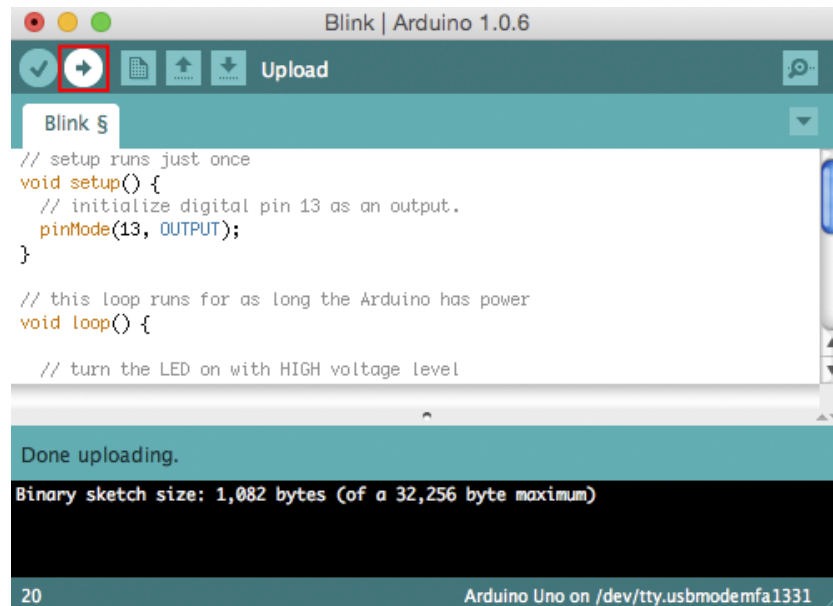 Blink | Arduino 1.0.6
Upload
Blink §
// setup runs just once
void setup() {
  // initialize digital pin 13 as an output.
  pinMode(13, OUTPUT);
}
// this loop runs for as long the Arduino has power
void loop() {
  // turn the LED on with HIGH voltage level
Done uploading.
Binary sketch size: 1,082 bytes (of a 32,256 byte maximum)
20 Arduino Uno on /dev/tty.usbmodemfa1331